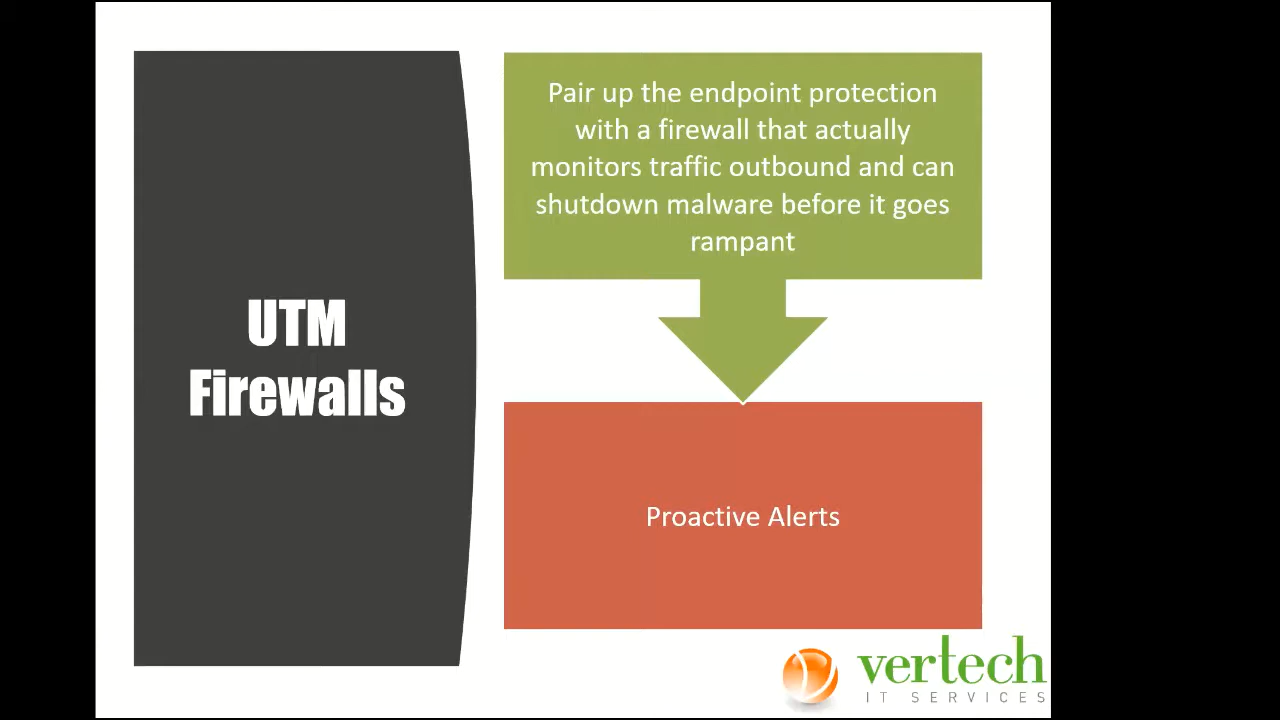 UTM
Firewalls
Pair up the endpoint protection
with a firewall that actually
monitors traffic outbound and can
shutdown malware before it goes
rampant
Proactive Alerts
vertech
IT SERVICES